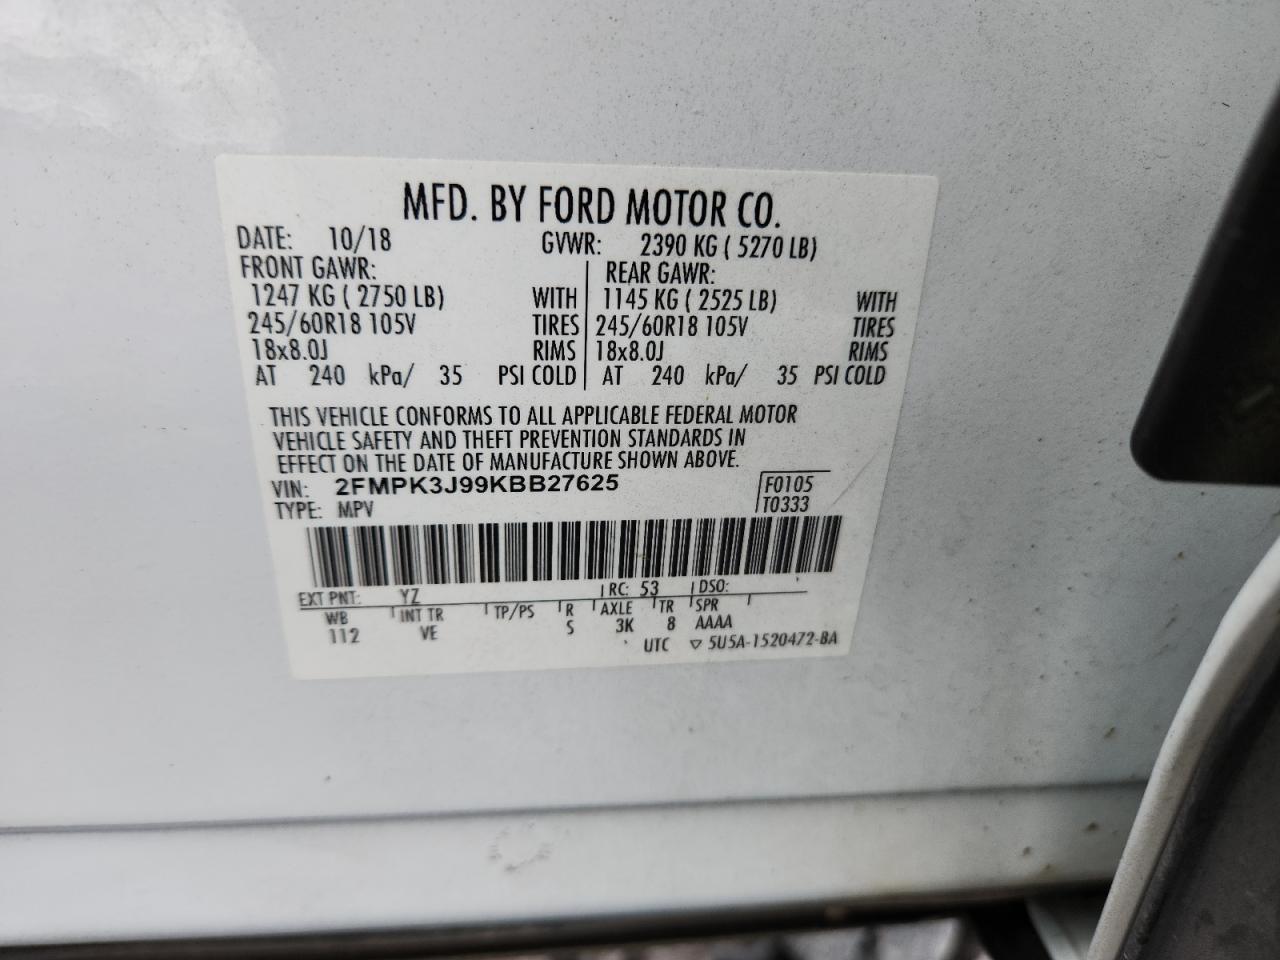 MFD. BY FORD MOTOR CO.
DATE: 10/18 GVWR: 2390 KG ( 5270 LB)
FRONT GAWR: REAR GAWR:
1247 KG ( 2750 LB) WITH 1145 KG ( 2525 LB) WITH
245/60R18 105V TIRES 245/60R18 105V TIRES
18x8.0J RIMS 18x8.0J RIMS
AT 240 kPa/ 35 PSI COLD AT 240 kPa/ 35 PSI COLD
THIS VEHICLE CONFORMS TO ALL APPLICABLE FEDERAL MOTOR
VEHICLE SAFETY AND THEFT PREVENTION STANDARDS IN
EFFECT ON THE DATE OF MANUFACTURE SHOWN ABOVE.
VIN: 2FMPK3J99KBB27625 F0105
TYPE: MPV T0333
EXT PNT: YZ RC: 53 DSO:
WB INT TR TP/PS R AXLE TR SPR
112 VE S 3K 8 AAAA
UTC ▽ 5U5A-1520472-BA